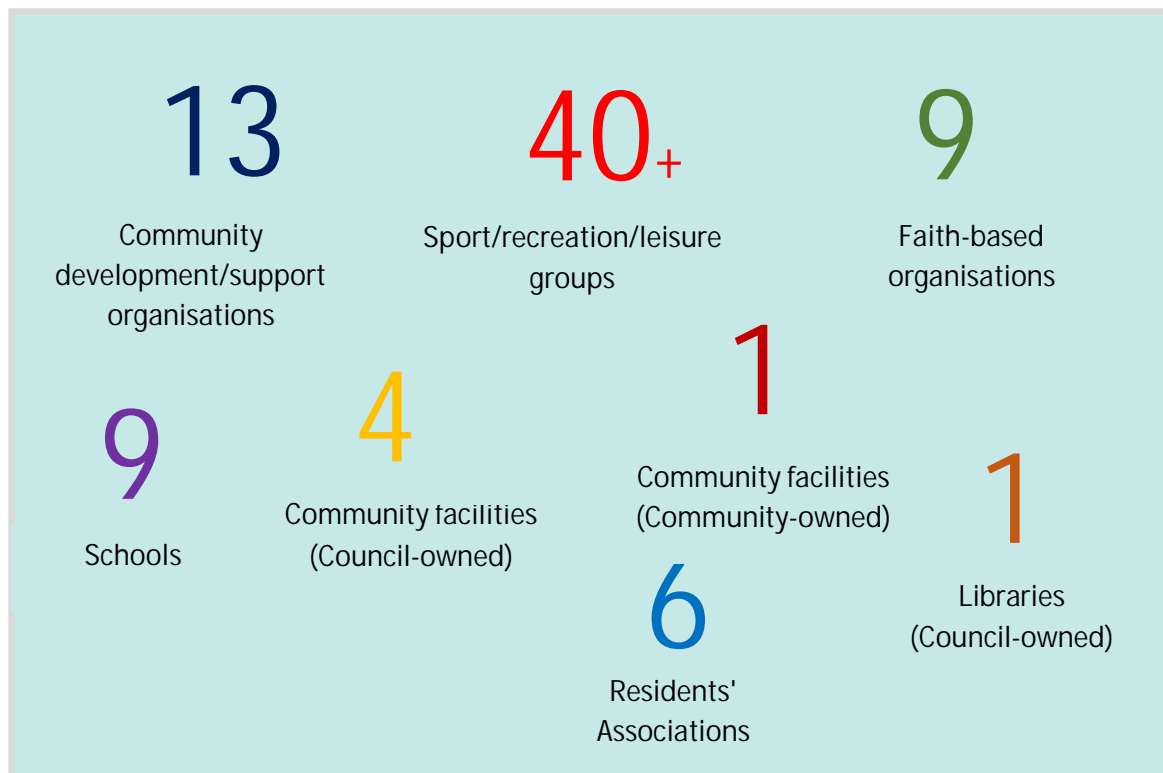 13
Community
development/support
organisations
40+
Sport/recreation/leisure
groups
9
Faith-based
organisations
9
Schools
4
Community facilities
(Council-owned)
1
Community facilities
(Community-owned)
6
Residents'
Associations
1
Libraries
(Council-owned)